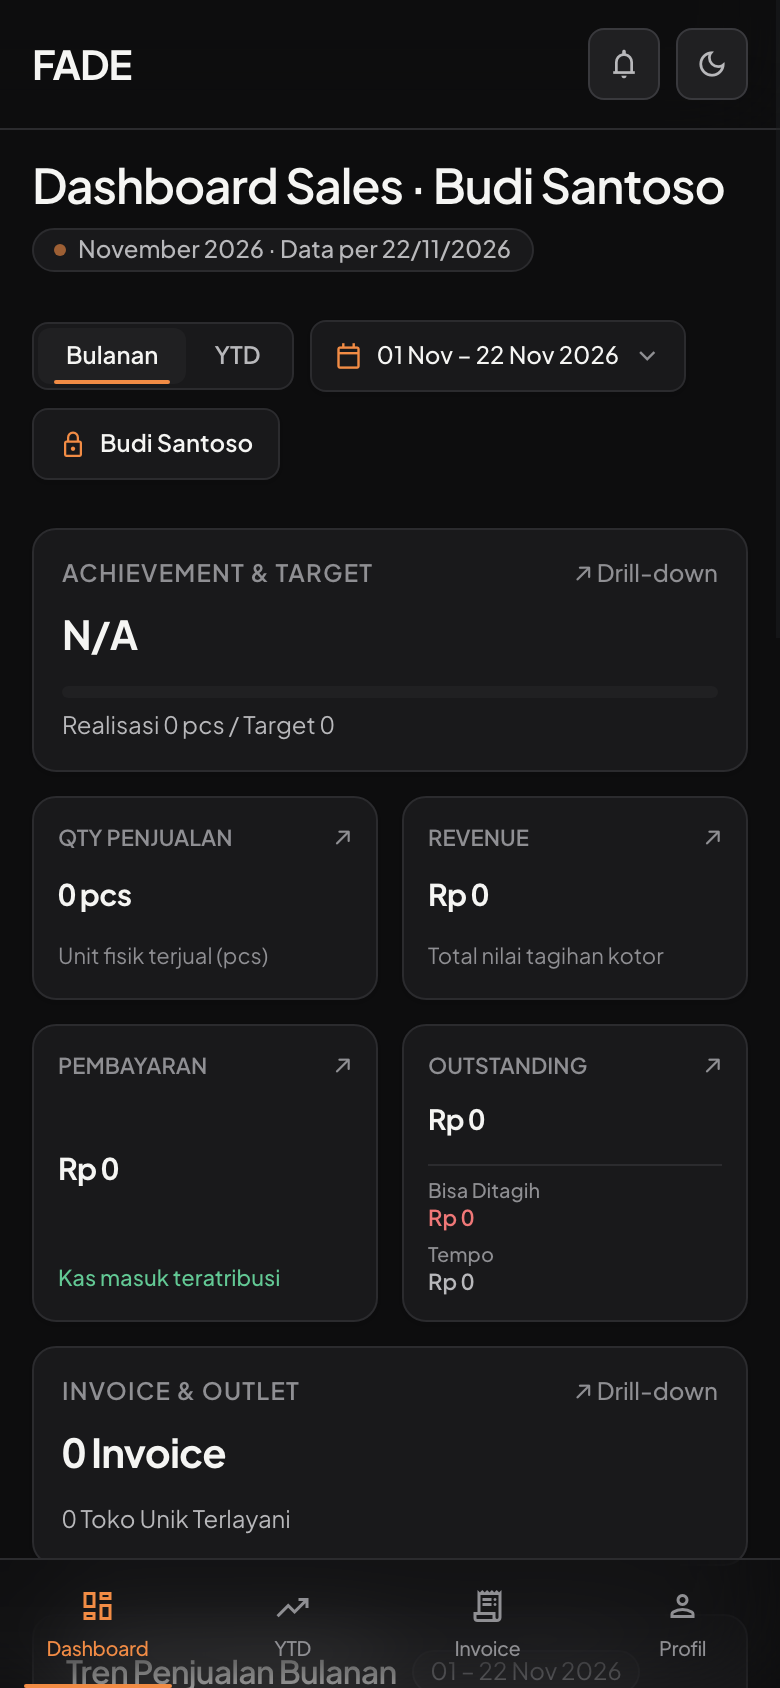 FADE
Dashboard Sales · Budi Santoso
November 2026 · Data per 22/11/2026
Bulanan YTD 01 Nov – 22 Nov 2026
Budi Santoso
ACHIEVEMENT & TARGET Drill-down
N/A
Realisasi 0 pcs / Target 0
QTY PENJUALAN REVENUE
0 pcs Rp 0
Unit fisik terjual (pcs) Total nilai tagihan kotor
PEMBAYARAN OUTSTANDING
Rp 0
Rp 0
Bisa Ditagih
Rp 0
Tempo
Kas masuk teratribusi
Rp 0
INVOICE & OUTLET Drill-down
0 Invoice
0 Toko Unik Terlayani
Dashboard YTD Invoice Profil
Tren Penjualan Bulanan 01 – 22 Nov 2026